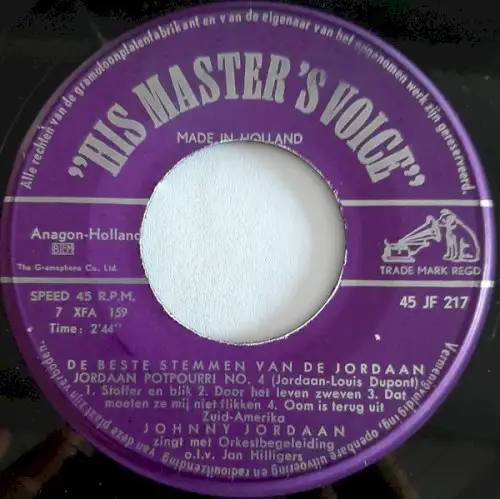 Alle rechten van de gramofoonplatenfabrikant en van de eigenaar van het opgenomen werk zijn gereserveerd.
"HIS MASTER'S VOICE"
MADE IN HOLLAND
Anagon-Holland
BIEM
The Gramophone Co., Ltd.
TRADE MARK REGD
SPEED 45 R.P.M.
45 JF 217
7 XFA 159
Time: 2'44"
DE BESTE STEMMEN VAN DE JORDAAN
JORDAAN POTPOURRI NO. 4 (Jordaan-Louis Dupont)
1. Stoffer en blik 2. Door het leven zweven 3. Dat
moeten ze mij niet flikken 4. Oom is terug uit
Zuid-Amerika
JOHNNY JORDAAN
zingt met Orkestbegeleiding
o.l.v. Jan Hilligers
Vermenigvuldiging, openbare uitvoering en radiouitzending van deze plaat zijn verboden.